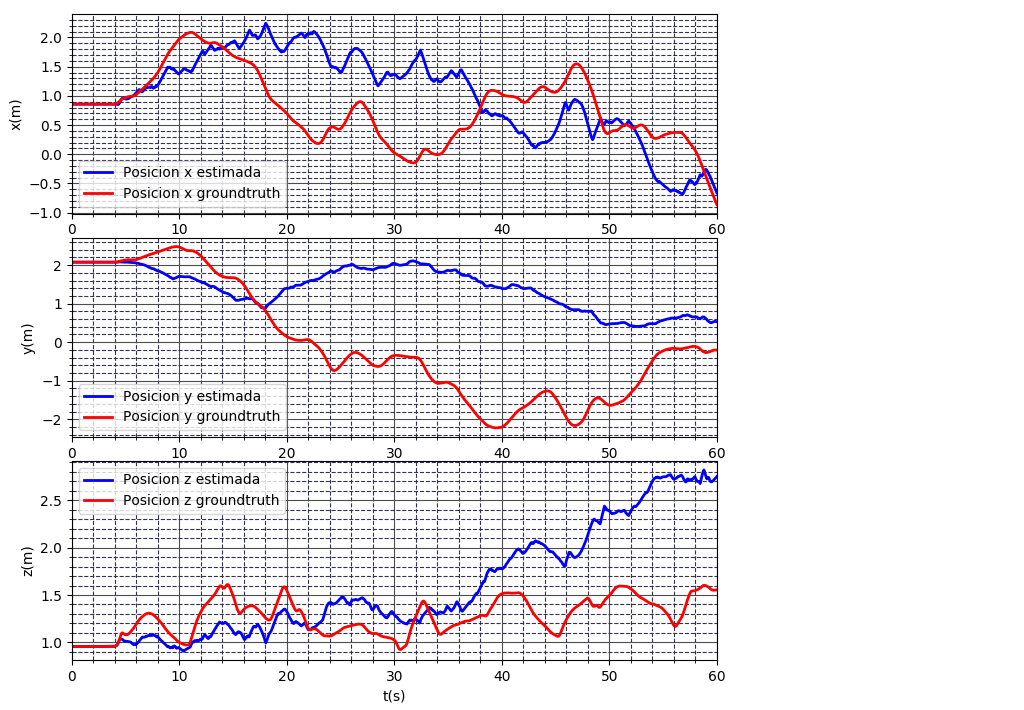 2.0
1.5
1.0
0.5
0.0
−0.5
−1.0
x(m)
Posicion x estimada
Posicion x groundtruth
0 10 20 30 40 50 60
2
1
0
−1
−2
y(m)
Posicion y estimada
Posicion y groundtruth
0 10 20 30 40 50 60
2.5
2.0
1.5
1.0
z(m)
Posicion z estimada
Posicion z groundtruth
0 10 20 30 40 50 60
t(s)